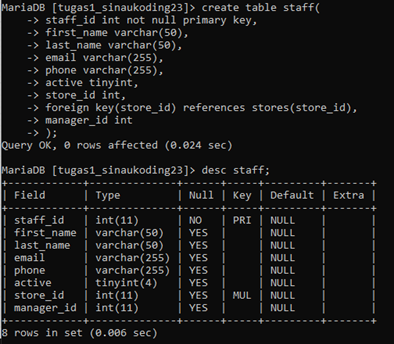 MariaDB [tugas1_sinaukoding23]> create table staff(
    -> staff_id int not null primary key,
    -> first_name varchar(50),
    -> last_name varchar(50),
    -> email varchar(255),
    -> phone varchar(255),
    -> active tinyint,
    -> store_id int,
    -> foreign key(store_id) references stores(store_id),
    -> manager_id int
    -> );
Query OK, 0 rows affected (0.024 sec)

MariaDB [tugas1_sinaukoding23]> desc staff;
+------------+--------------+------+-----+---------+-------+
| Field      | Type         | Null | Key | Default | Extra |
+------------+--------------+------+-----+---------+-------+
| staff_id   | int(11)      | NO   | PRI | NULL    |       |
| first_name | varchar(50)  | YES  |     | NULL    |       |
| last_name  | varchar(50)  | YES  |     | NULL    |       |
| email      | varchar(255) | YES  |     | NULL    |       |
| phone      | varchar(255) | YES  |     | NULL    |       |
| active     | tinyint(4)   | YES  |     | NULL    |       |
| store_id   | int(11)      | YES  | MUL | NULL    |       |
| manager_id | int(11)      | YES  |     | NULL    |       |
+------------+--------------+------+-----+---------+-------+
8 rows in set (0.006 sec)